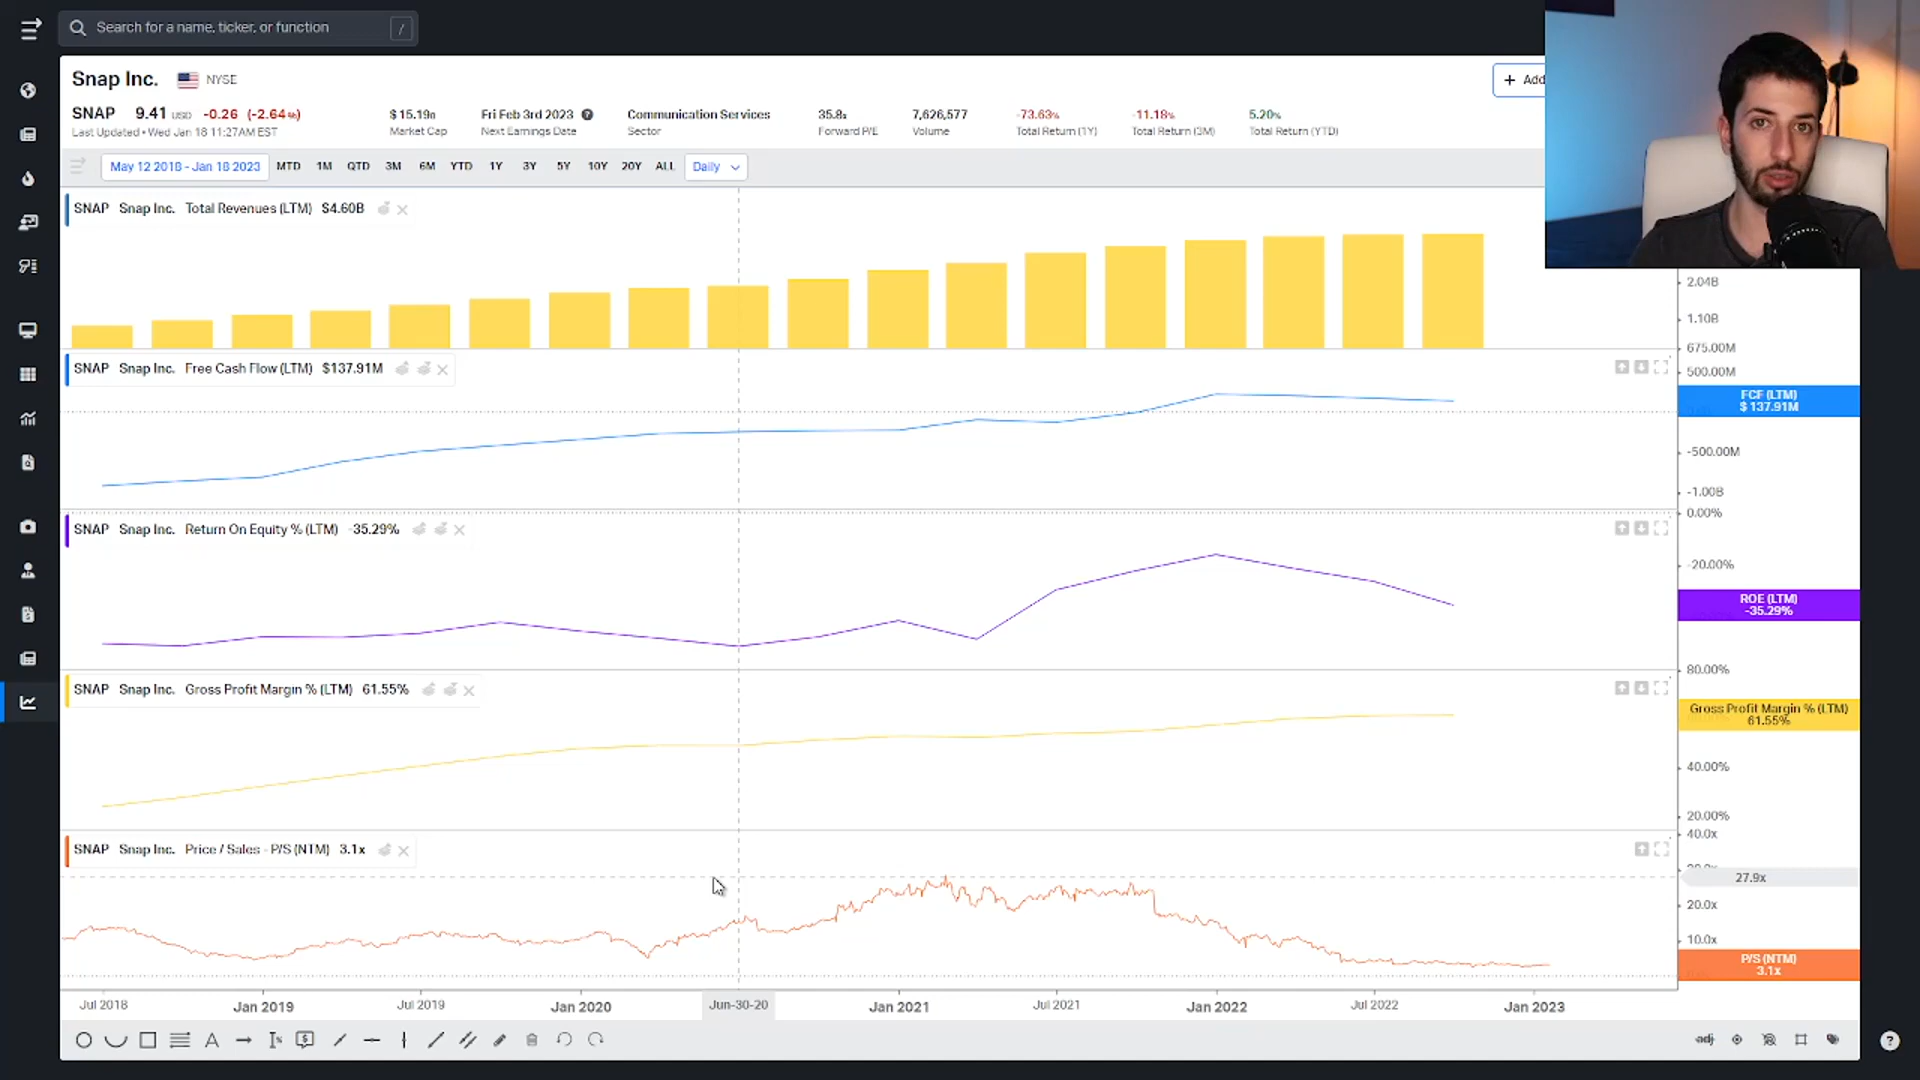 Search for a name, ticker, or function /
Snap Inc. NYSE
+ Add
SNAP 9.41 USD -0.26 (-2.64%)
Last Updated • Wed Jan 18 11:27AM EST
$15.19B
Market Cap
Fri Feb 3rd 2023
Next Earnings Date
Communication Services
Sector
35.8x
Forward P/E
7,626,577
Volume
-73.63%
Total Return (1Y)
-11.18%
Total Return (3M)
5.20%
Total Return (YTD)
May 12 2018 - Jan 18 2023 MTD 1M QTD 3M 6M YTD 1Y 3Y 5Y 10Y 20Y ALL Daily
SNAP Snap Inc. Total Revenues (LTM) $4.60B
2.04B
1.10B
675.00M
SNAP Snap Inc. Free Cash Flow (LTM) $137.91M
500.00M
FCF (LTM)
$137.91M
-500.00M
-1.00B
0.00%
SNAP Snap Inc. Return On Equity % (LTM) -35.29%
-20.00%
ROE (LTM)
-35.29%
80.00%
SNAP Snap Inc. Gross Profit Margin % (LTM) 61.55%
Gross Profit Margin % (LTM)
61.55%
40.00%
20.00%
40.0x
SNAP Snap Inc. Price / Sales - P/S (NTM) 3.1x
27.9x
20.0x
10.0x
P/S (NTM)
3.1x
Jul 2018 Jan 2019 Jul 2019 Jan 2020 Jun-30-20 Jan 2021 Jul 2021 Jan 2022 Jul 2022 Jan 2023
adj
?